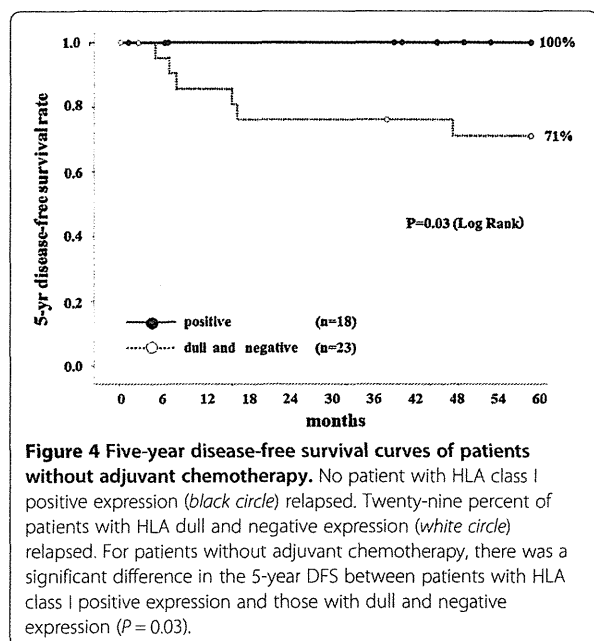 1.0
100%
0.8
71%
0.6
P=0.03 (Log Rank)
0.4
0.2
positive (n=18)
dull and negative (n=23)
0.0
5-yr disease-free survival rate
0 6 12 18 24 30 36 42 48 54 60
months
Figure 4 Five-year disease-free survival curves of patients
without adjuvant chemotherapy. No patient with HLA class I
positive expression (black circle) relapsed. Twenty-nine percent of
patients with HLA dull and negative expression (white circle)
relapsed. For patients without adjuvant chemotherapy, there was a
significant difference in the 5-year DFS between patients with HLA
class I positive expression and those with dull and negative
expression (P = 0.03).